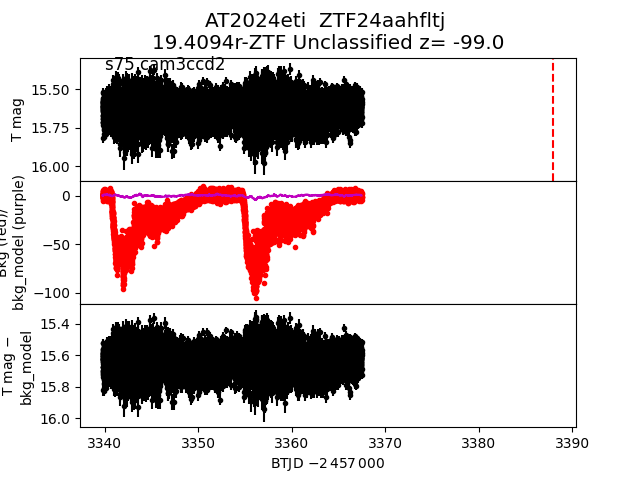 AT2024eti  ZTF24aahfltj
19.4094r-ZTF Unclassified z= -99.0
s75 cam3ccd2
15.50
15.75
16.00
T mag
0
−50
−100
Bkg (red)/
bkg_model (purple)
15.4
15.6
15.8
16.0
T mag −
bkg_model
3340 3350 3360 3370 3380 3390
BTJD −2 457 000